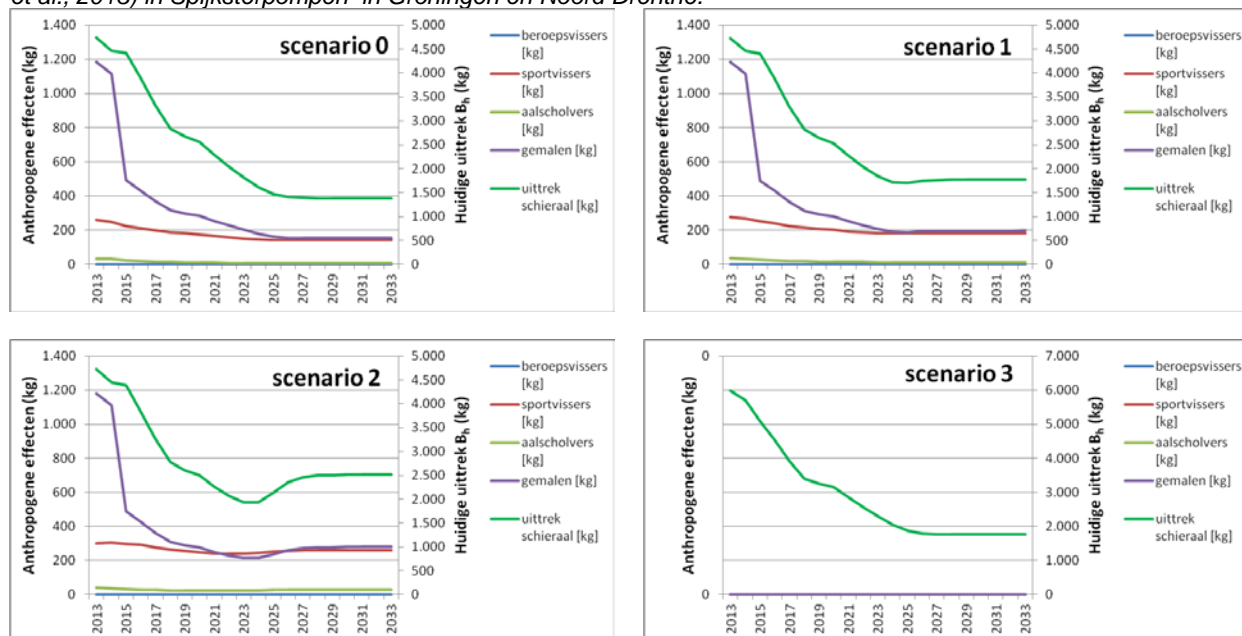 et al., in Spijksterpompen in Groningen en Noord Drenthe.
scenario 0
Anthropogene effecten (kg)
1.400
1.200
1.000
800
600
400
200
0
5.000
4.500
4.000
3.500
3.000
2.500
2.000
1.500
1.000
500
0
Huidige uittrek Bh (kg)
2013 2015 2017 2019 2021 2023 2025 2027 2029 2031 2033
beroepsvissers
[kg]
sportvissers
[kg]
aalscholvers
[kg]
gemalen [kg]
uittrek
schieraal [kg]
scenario 1
Anthropogene effecten (kg)
1.400
1.200
1.000
800
600
400
200
0
5.000
4.500
4.000
3.500
3.000
2.500
2.000
1.500
1.000
500
0
Huidige uittrek Bh (kg)
2013 2015 2017 2019 2021 2023 2025 2027 2029 2031 2033
beroepsvissers
[kg]
sportvissers
[kg]
aalscholvers
[kg]
gemalen [kg]
uittrek
schieraal [kg]
scenario 2
Anthropogene effecten (kg)
1.400
1.200
1.000
800
600
400
200
0
5.000
4.500
4.000
3.500
3.000
2.500
2.000
1.500
1.000
500
0
Huidige uittrek Bh (kg)
2013 2015 2017 2019 2021 2023 2025 2027 2029 2031 2033
beroepsvissers
[kg]
sportvissers
[kg]
aalscholvers
[kg]
gemalen [kg]
uittrek
schieraal [kg]
scenario 3
Anthropogene effecten (kg)
0
0
7.000
6.000
5.000
4.000
3.000
2.000
1.000
0
Huidige uittrek Bh (kg)
2013 2015 2017 2019 2021 2023 2025 2027 2029 2031 2033
beroepsvissers
[kg]
sportvissers
[kg]
aalscholvers
[kg]
gemalen [kg]
uittrek
schieraal [kg]